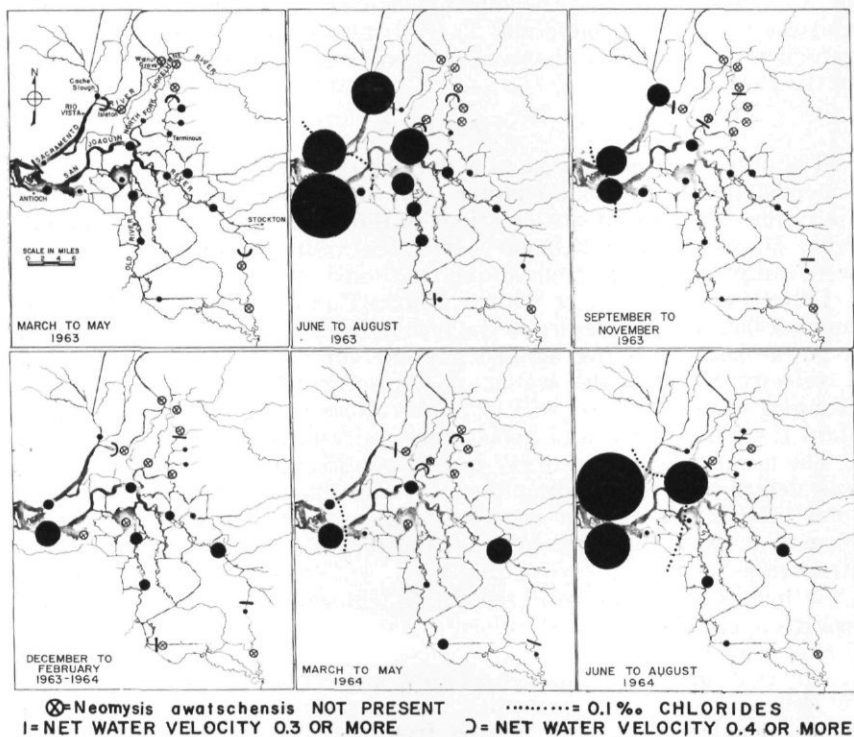 N
Walnut Grove
RIVER
Cache Slough
RIO VISTA
RIVER
Isleton
NORTH FORK MOKELUMNE
SACRAMENTO
Terminous
SAN JOAQUIN
RIVER
ANTIOCH
OLD RIVER
STOCKTON
SCALE IN MILES
0 2 4 6
MARCH TO MAY
1963
JUNE TO AUGUST
1963
SEPTEMBER TO
NOVEMBER
1963
DECEMBER TO
FEBRUARY
1963-1964
MARCH TO MAY
1964
JUNE TO AUGUST
1964
⊗=Neomysis awatschensis NOT PRESENT
........=0.1‰ CHLORIDES
I=NET WATER VELOCITY 0.3 OR MORE
Ɔ=NET WATER VELOCITY 0.4 OR MORE